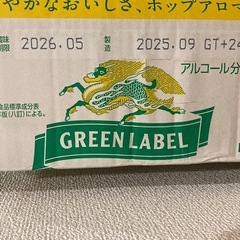 やかなおいしさ、ホップアロ
賞味
期限 2026.05
製造 2025.09 GT+24
アルコール分
GREEN LABEL
食品標準成分表
版(八訂)による。